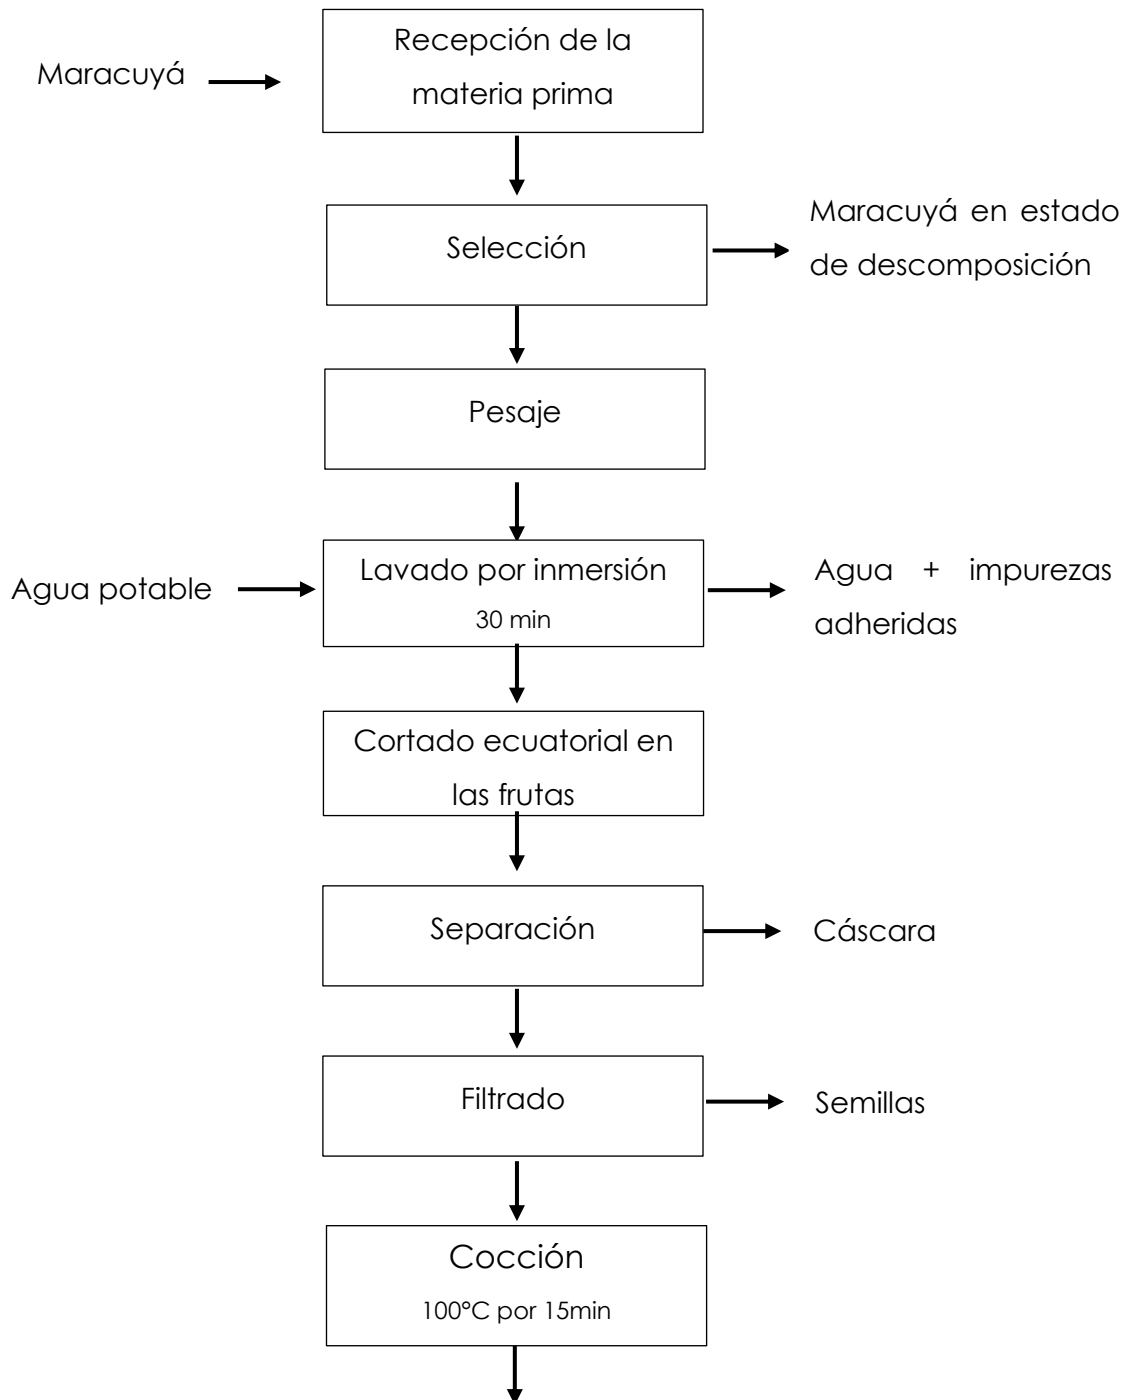 Recepción de la
materia prima
Maracuyá
Selección
Maracuyá en estado
de descomposición
Pesaje
Agua potable
Lavado por inmersión
30 min
Agua + impurezas
adheridas
Cortado ecuatorial en
las frutas
Separación
Cáscara
Filtrado
Semillas
Cocción
100°C por 15min